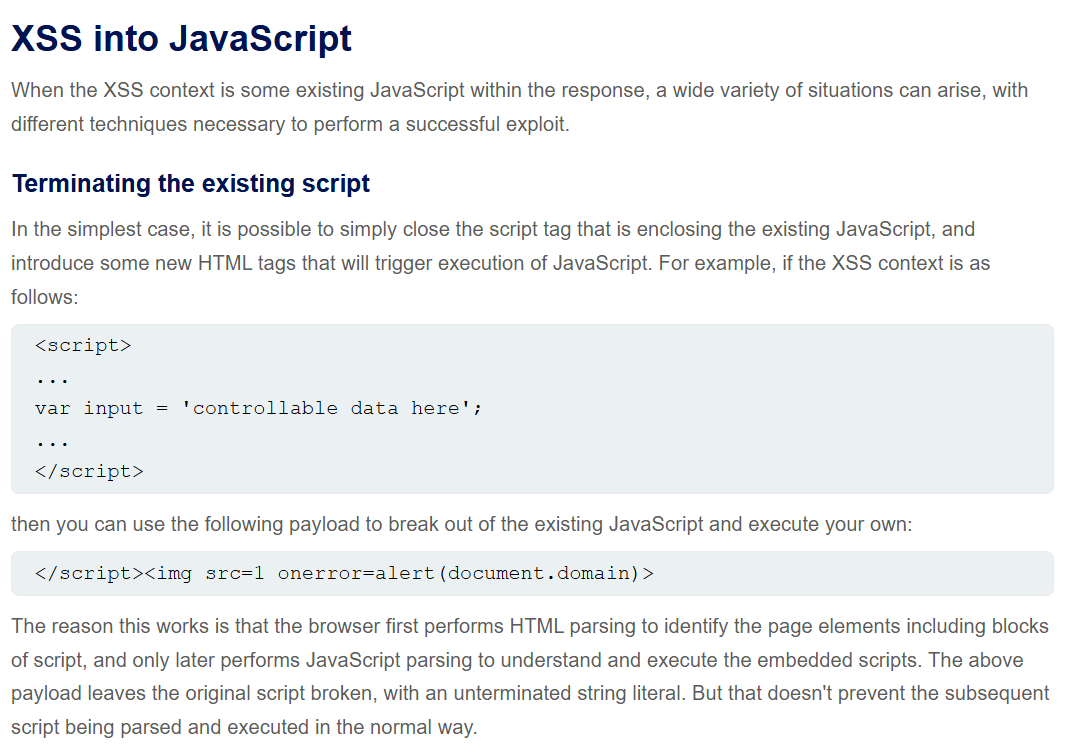 XSS into JavaScript
When the XSS context is some existing JavaScript within the response, a wide variety of situations can arise, with
different techniques necessary to perform a successful exploit.
Terminating the existing script
In the simplest case, it is possible to simply close the script tag that is enclosing the existing JavaScript, and
introduce some new HTML tags that will trigger execution of JavaScript. For example, if the XSS context is as
follows:
<script>
...
var input = 'controllable data here';
...
</script>
then you can use the following payload to break out of the existing JavaScript and execute your own:
</script><img src=1 onerror=alert(document.domain)>
The reason this works is that the browser first performs HTML parsing to identify the page elements including blocks
of script, and only later performs JavaScript parsing to understand and execute the embedded scripts. The above
payload leaves the original script broken, with an unterminated string literal. But that doesn't prevent the subsequent
script being parsed and executed in the normal way.